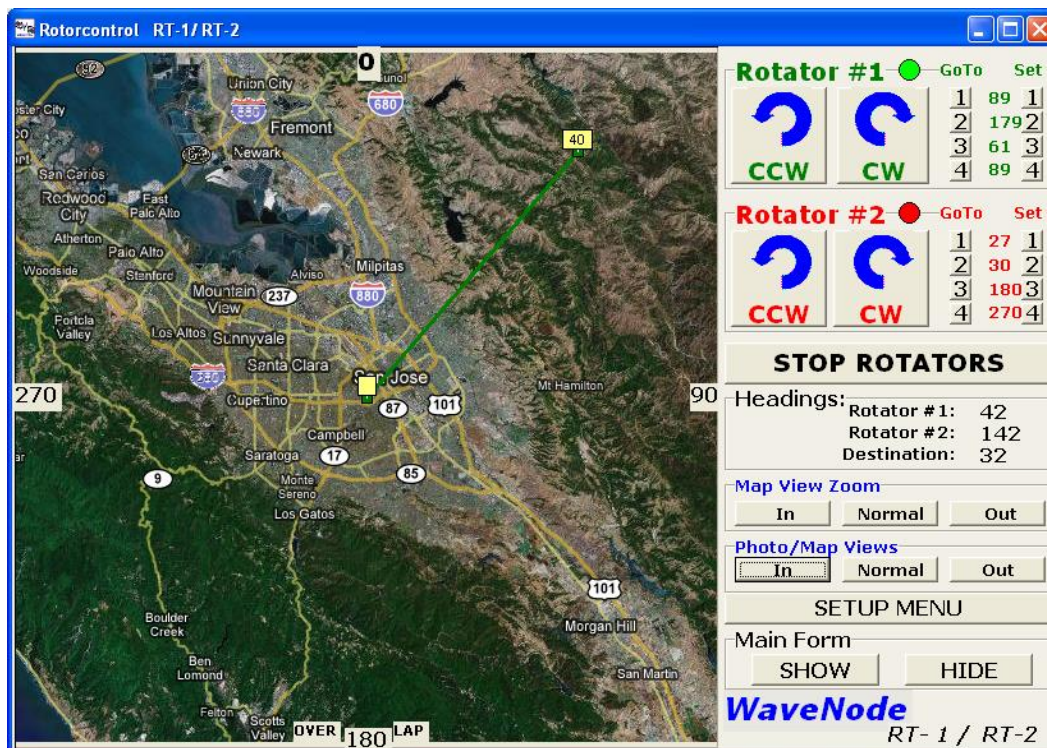 Rotorcontrol RT-1/ RT-2
92
Union City
0
Sunol
680
880
Fremont
Newark
40
San Carlos
Redwood City
East Palo Alto
Atherton
Palo Alto
Woodside
Stanford
Alviso
Milpitas
237
880
Mountain View
Portola Valley
Los Altos
Sunnyvale
Santa Clara
San Jose
280
Mt Hamilton
270
90
Cupertino
87
101
Campbell
17
Saratoga
85
9
Monte Sereno
Los Gatos
101
Morgan Hill
Boulder Creek
Ben Lomond
San Martin
Felton
Scotts Valley
OVER 180 LAP
Rotator #1 GoTo Set
1 89 1
2 179 2
3 61 3
4 89 4
CCW CW
Rotator #2 GoTo Set
1 27 1
2 30 2
3 180 3
4 270 4
CCW CW
STOP ROTATORS
Headings:
Rotator #1: 42
Rotator #2: 142
Destination: 32
Map View Zoom
In Normal Out
Photo/Map Views
In Normal Out
SETUP MENU
Main Form
SHOW HIDE
WaveNode
RT- 1 / RT-2